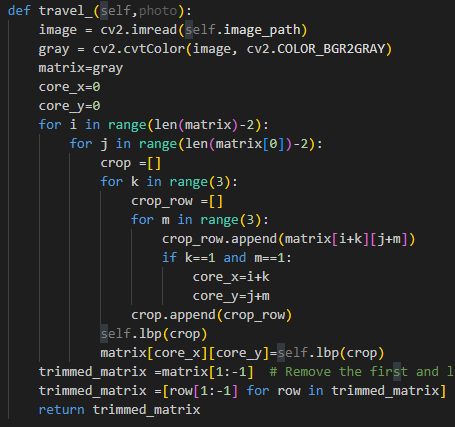 def travel_(self,photo):
    image = cv2.imread(self.image_path)
    gray = cv2.cvtColor(image, cv2.COLOR_BGR2GRAY)
    matrix=gray
    core_x=0
    core_y=0
    for i in range(len(matrix)-2):
        for j in range(len(matrix[0])-2):
            crop =[]
            for k in range(3):
                crop_row =[]
                for m in range(3):
                    crop_row.append(matrix[i+k][j+m])
                    if k==1 and m==1:
                        core_x=i+k
                        core_y=j+m
                crop.append(crop_row)
            self.lbp(crop)
            matrix[core_x][core_y]=self.lbp(crop)
    trimmed_matrix =matrix[1:-1]  # Remove the first and l
    trimmed_matrix =[row[1:-1] for row in trimmed_matrix]
    return trimmed_matrix